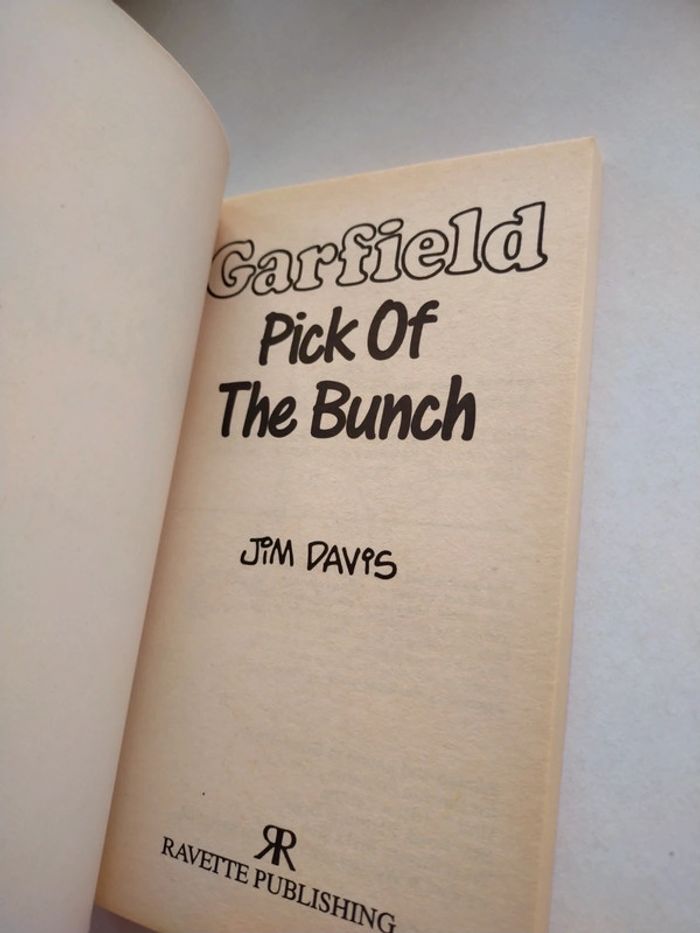 Garfield
Pick Of
The Bunch
JiM DAViS
RR
RAVETTE PUBLISHING